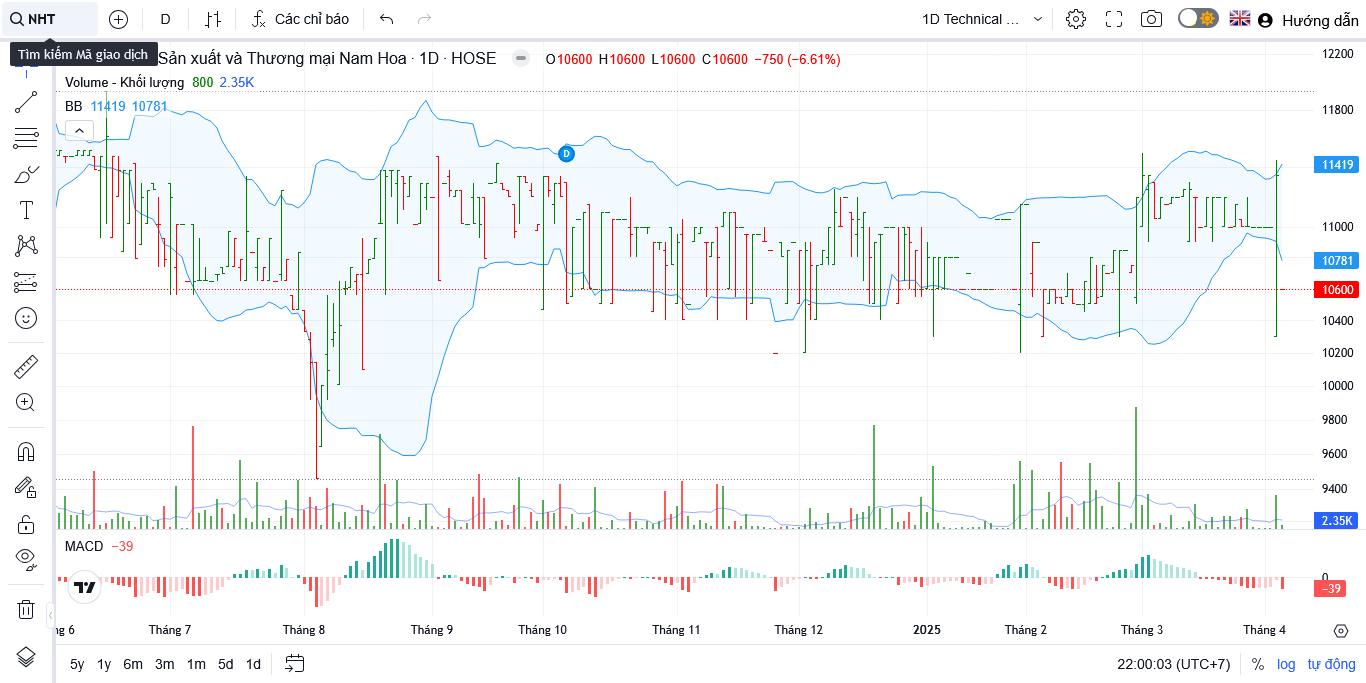 NHT D Các chỉ báo 1D Technical ... Hướng dẫn
Tìm kiếm Mã giao dịch
Sản xuất và Thương mại Nam Hoa · 1D · HOSE O10600 H10600 L10600 C10600 −750 (−6.61%)
Volume - Khối lượng 800 2.35K
BB 11419 10781
D
12200
11800
11419
11000
10781
10600
10400
10200
10000
9800
9600
9400
2.35K
MACD −39
0
−39
ng 6 Tháng 7 Tháng 8 Tháng 9 Tháng 10 Tháng 11 Tháng 12 2025 Tháng 2 Tháng 3 Tháng 4
5y 1y 6m 3m 1m 5d 1d 22:00:03 (UTC+7) % log tự động